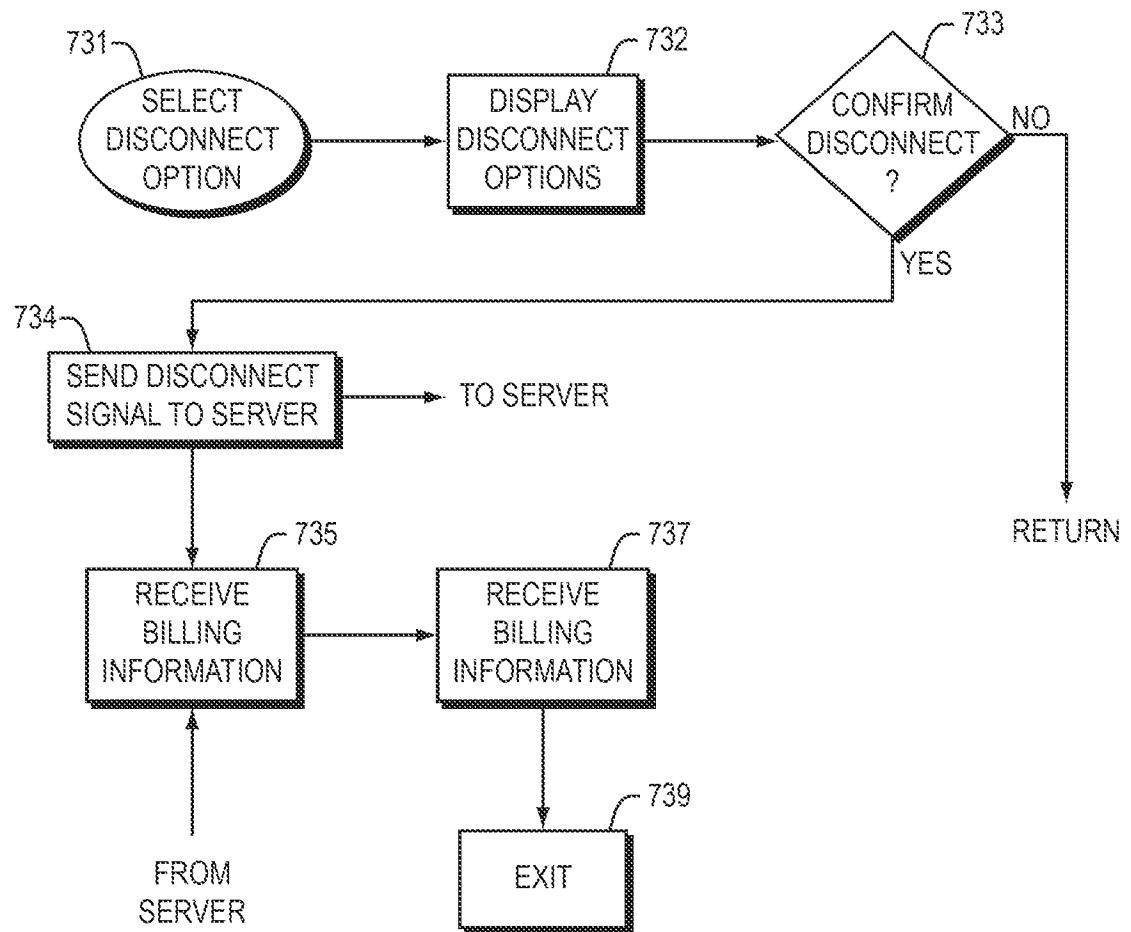 731
SELECT
DISCONNECT
OPTION
732
DISPLAY
DISCONNECT
OPTIONS
733
CONFIRM
DISCONNECT
?
NO
YES
734
SEND DISCONNECT
SIGNAL TO SERVER
TO SERVER
RETURN
735
RECEIVE
BILLING
INFORMATION
737
RECEIVE
BILLING
INFORMATION
FROM
SERVER
739
EXIT